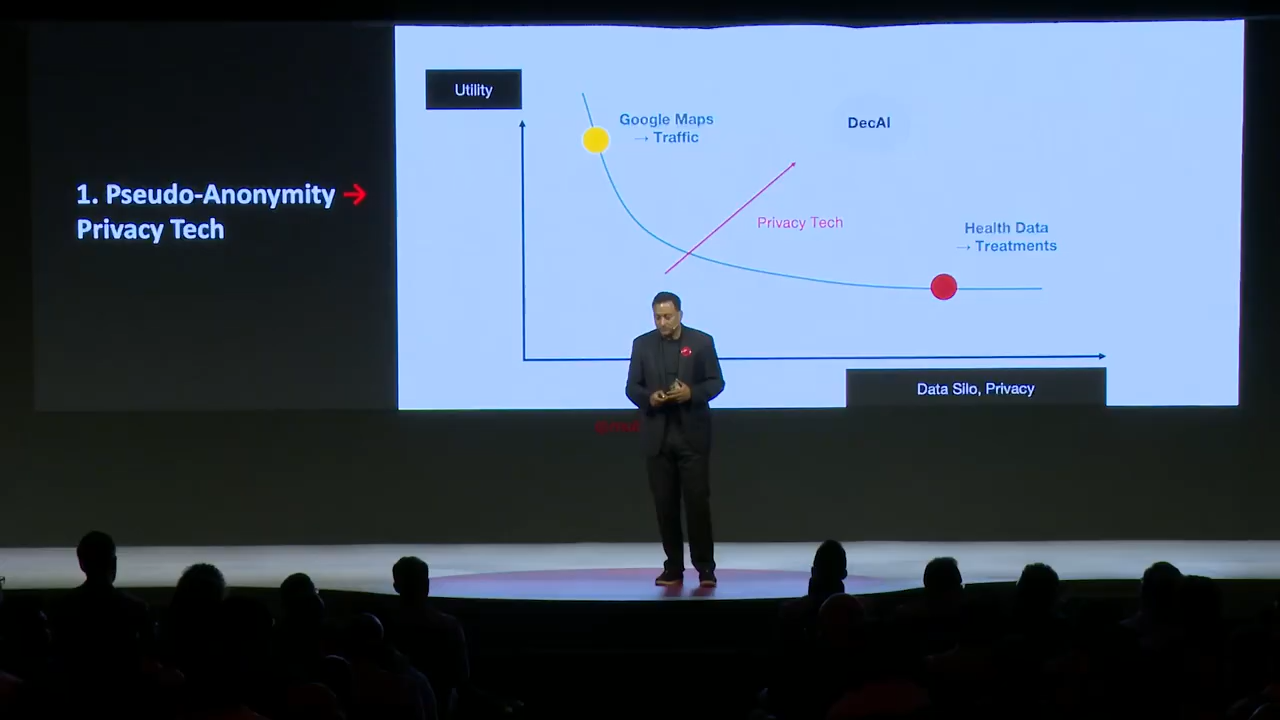 1. Pseudo-Anonymity →
Privacy Tech
Utility
Google Maps
→ Traffic
DecAI
Privacy Tech
Health Data
→ Treatments
Data Silo, Privacy